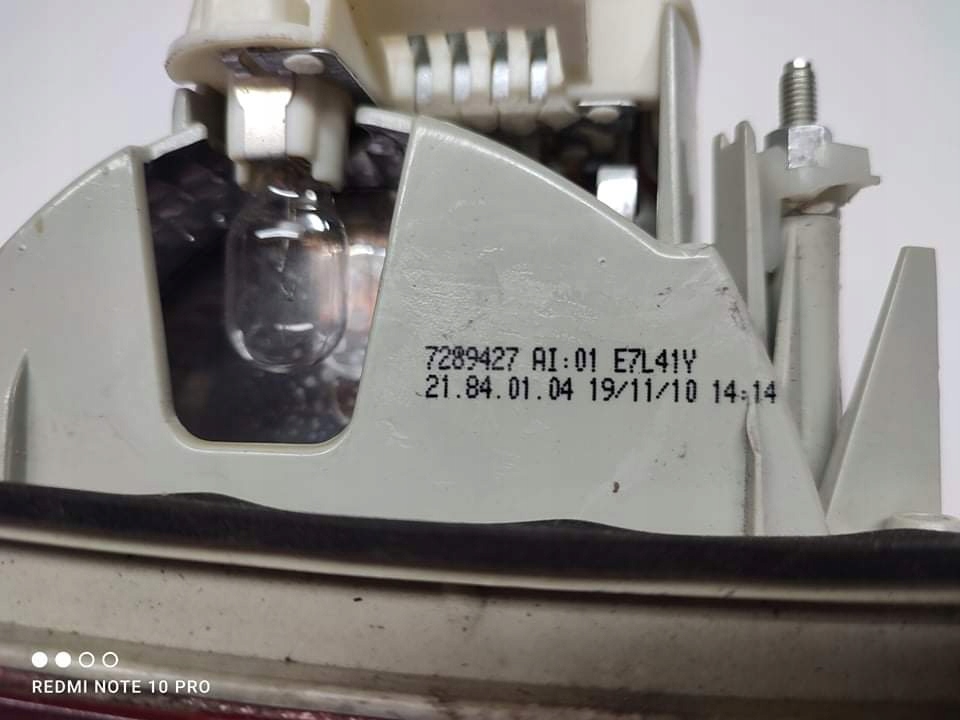 7289427 AI:01 E7L41Y
21.84.01.04 19/11/10 14:14
REDMI NOTE 10 PRO